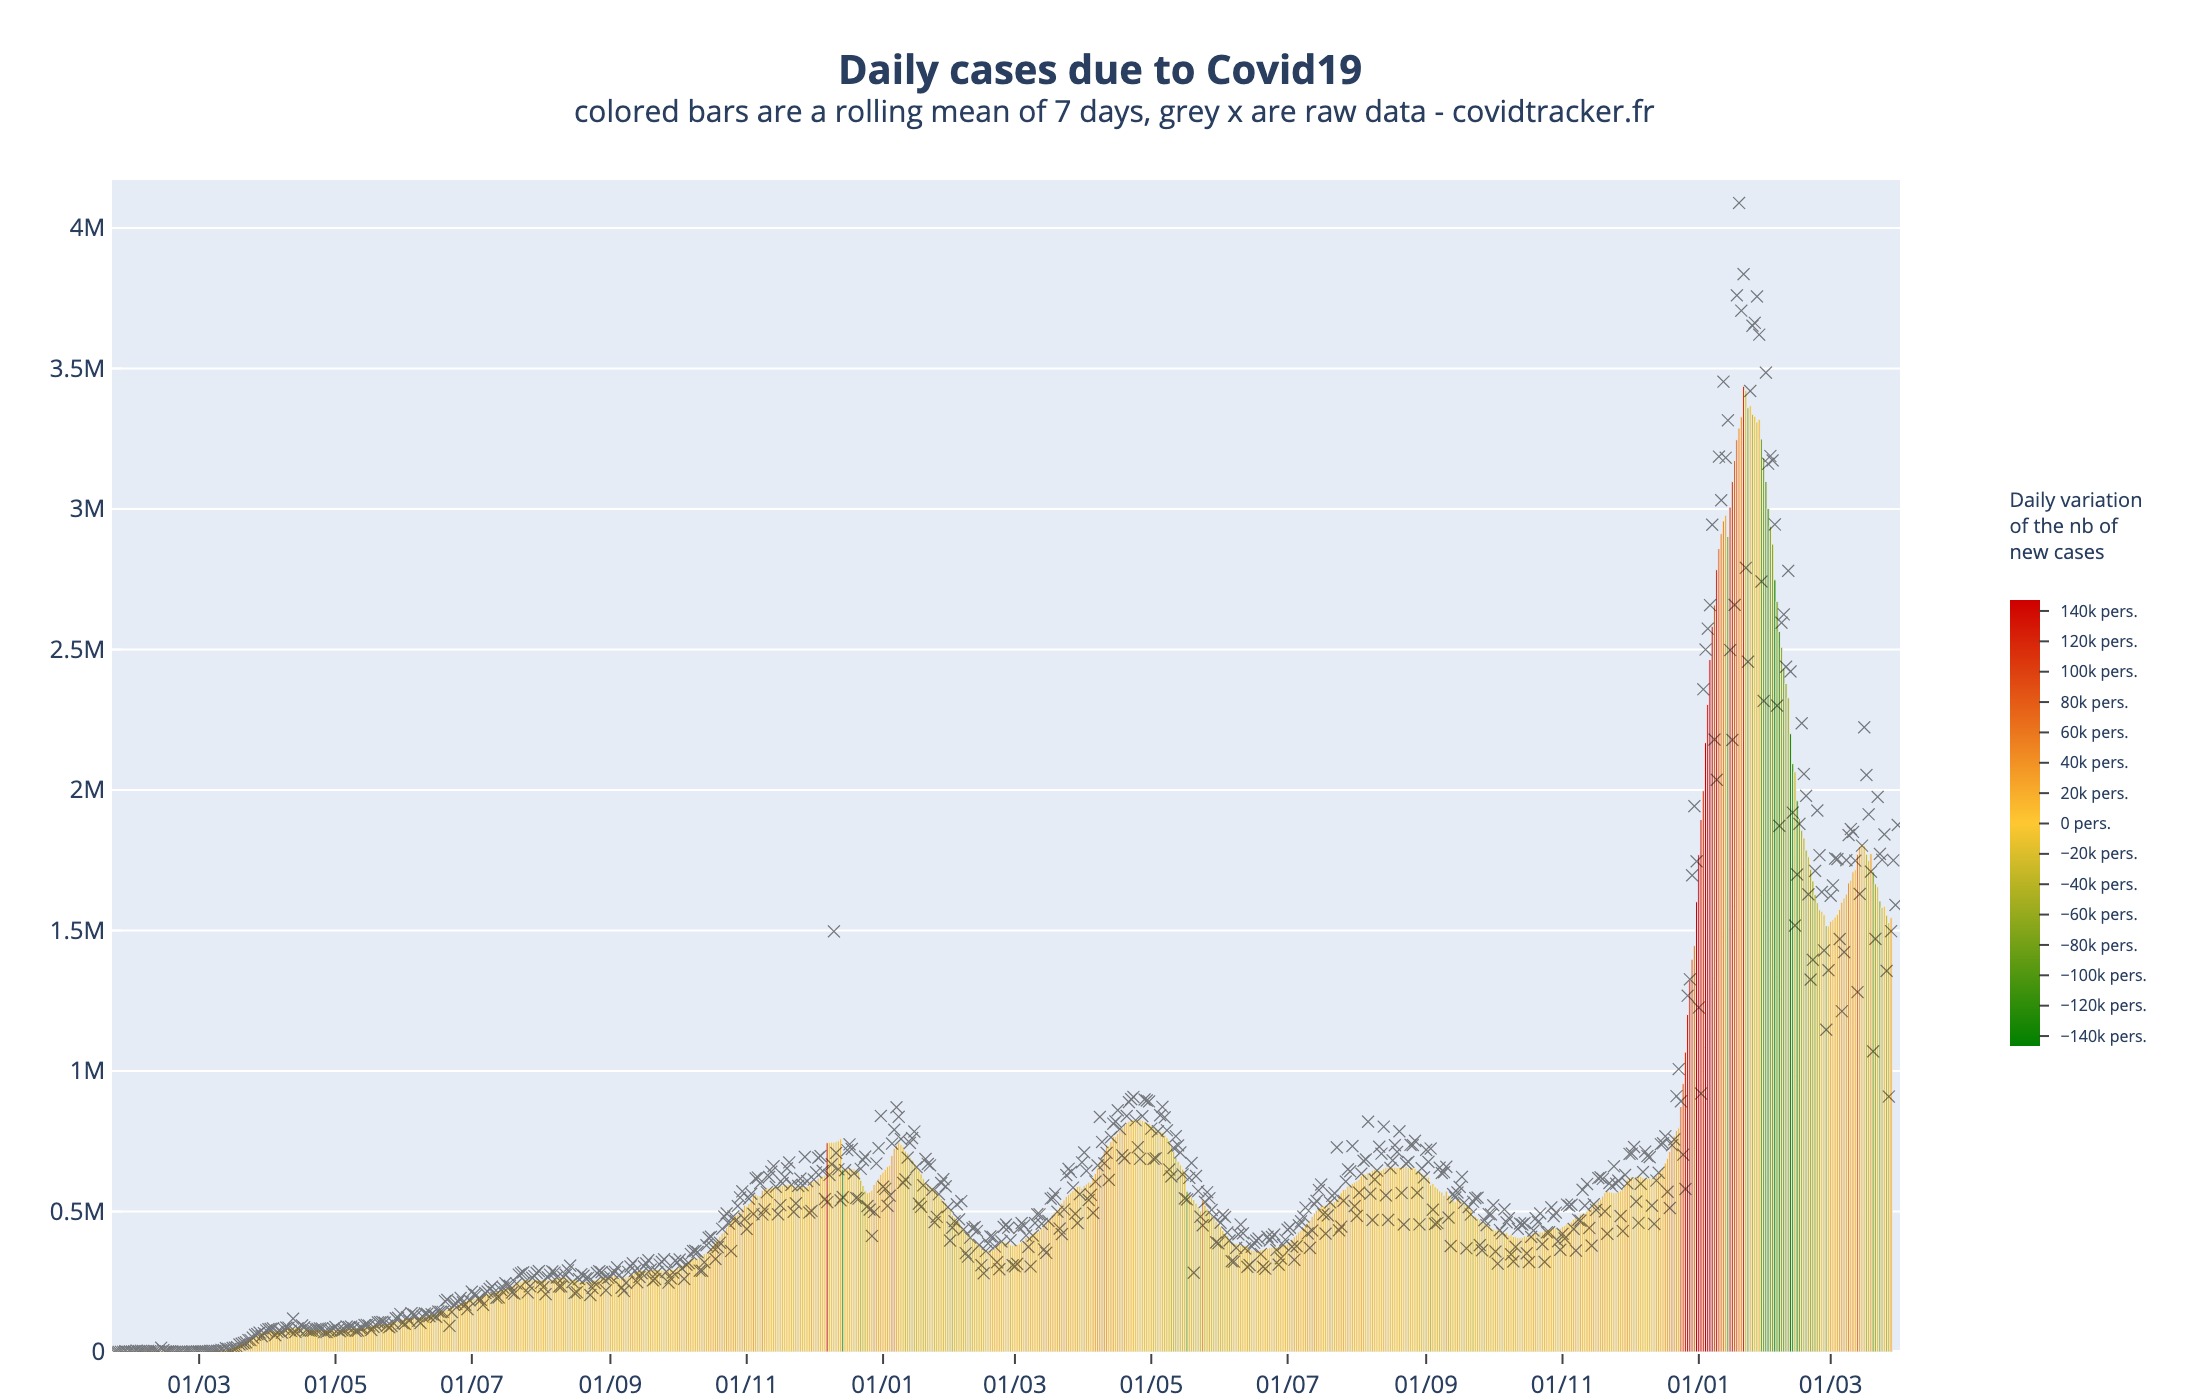 Daily cases due to Covid19
colored bars are a rolling mean of 7 days, grey x are raw data - covidtracker.fr
4M
3.5M
3M
2.5M
2M
1.5M
1M
0.5M
0
01/03
01/05
01/07
01/09
01/11
01/01
01/03
01/05
01/07
01/09
01/11
01/01
01/03
Daily variation
of the nb of
new cases
140k pers.
120k pers.
100k pers.
80k pers.
60k pers.
40k pers.
20k pers.
0 pers.
−20k pers.
−40k pers.
−60k pers.
−80k pers.
−100k pers.
−120k pers.
−140k pers.